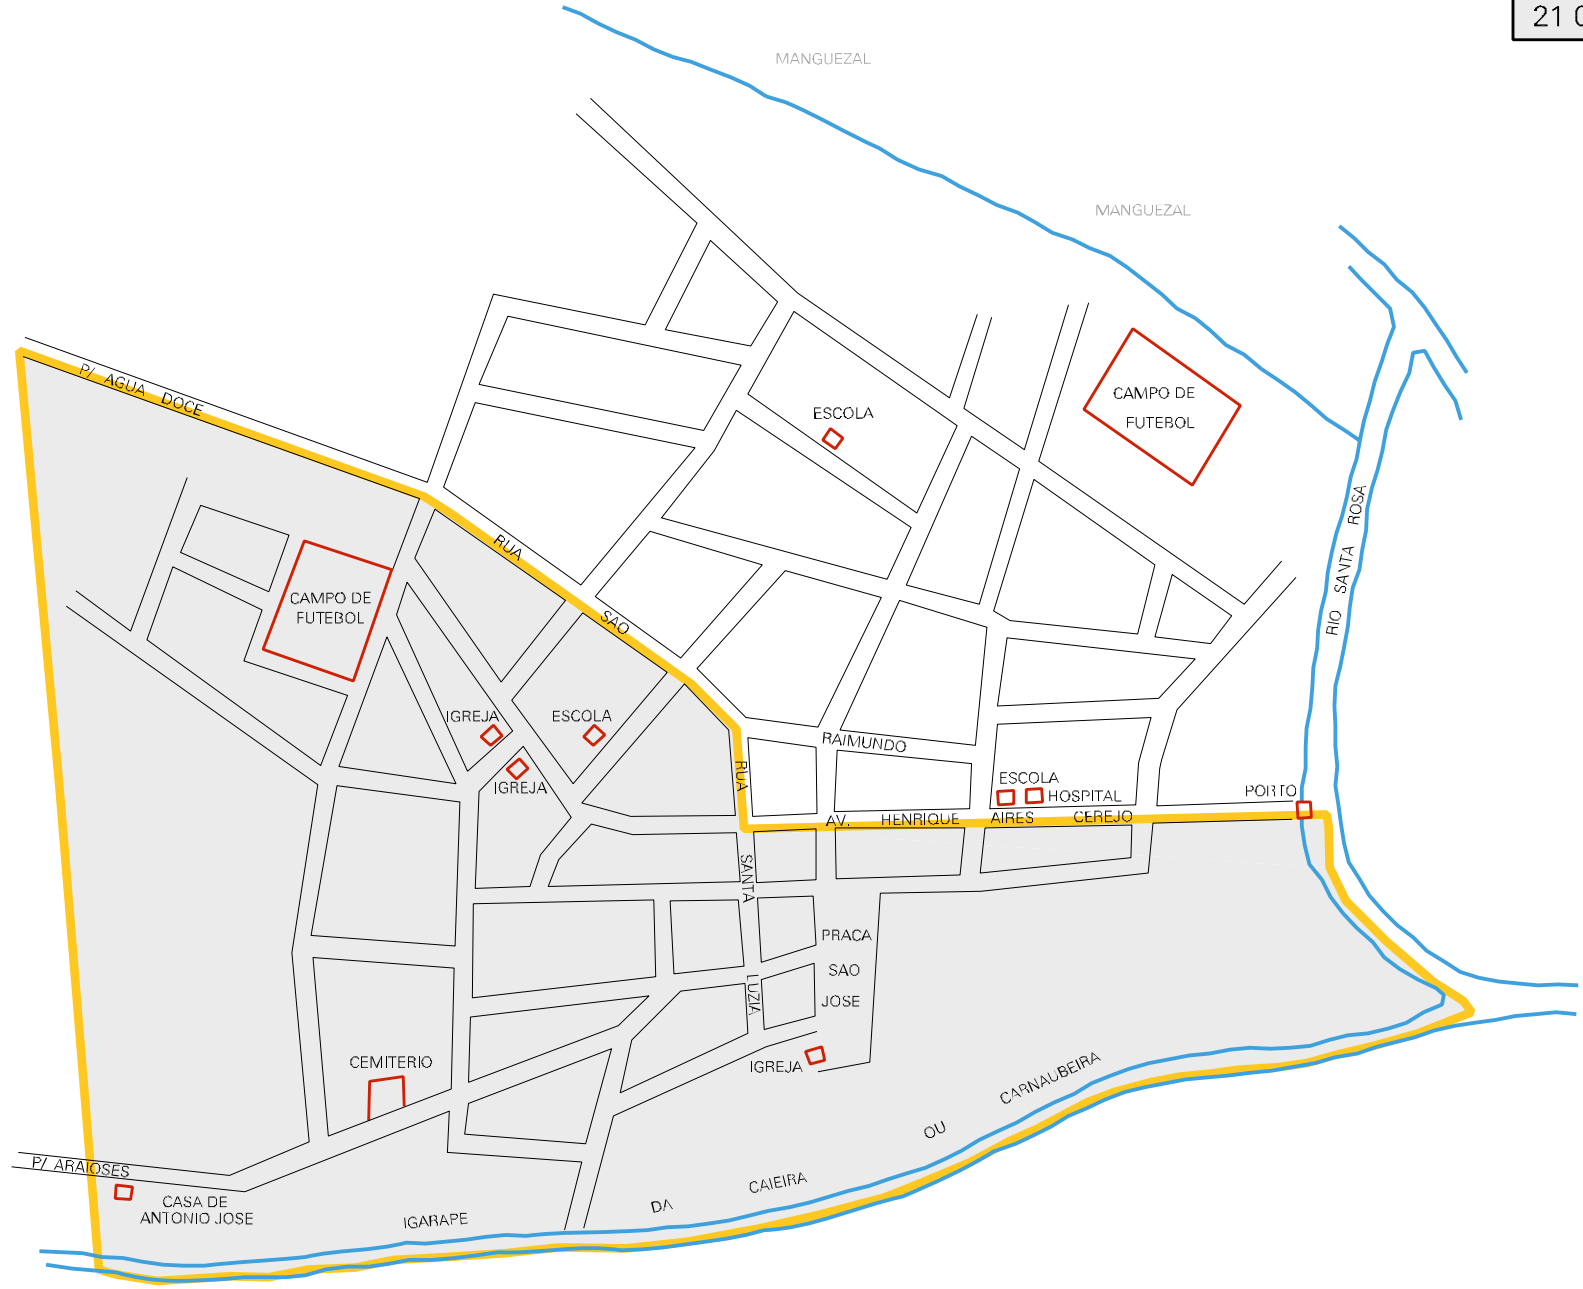 21 0
MANGUEZAL
MANGUEZAL
P/ AGUA DOCE
CAMPO DE
FUTEBOL
ESCOLA
RIO SANTA ROSA
RUA SAO
CAMPO DE
FUTEBOL
IGREJA
ESCOLA
IGREJA
RAIMUNDO
RUA SANTA LUZIA
ESCOLA
HOSPITAL
PORTO
AV. HENRIQUE AIRES CEREJO
PRACA
SAO
JOSE
IGREJA
CEMITERIO
P/ ARAIOSES
CASA DE
ANTONIO JOSE
IGARAPE DA CAIEIRA OU CARNAUBEIRA